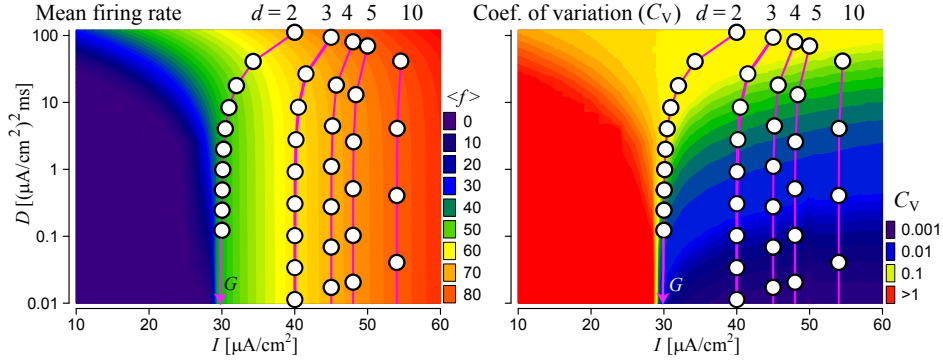 Mean firing rate d = 2 3 4 5 10
Coef. of variation (C_V) d = 2 3 4 5 10
100
10
1
0.1
0.01
D [(μA/cm²)²ms]
<f>
0
10
20
30
40
50
60
70
80
G
10 20 30 40 50 60
I [μA/cm²]
G
C_V
0.001
0.01
0.1
>1
10 20 30 40 50 60
I [μA/cm²]